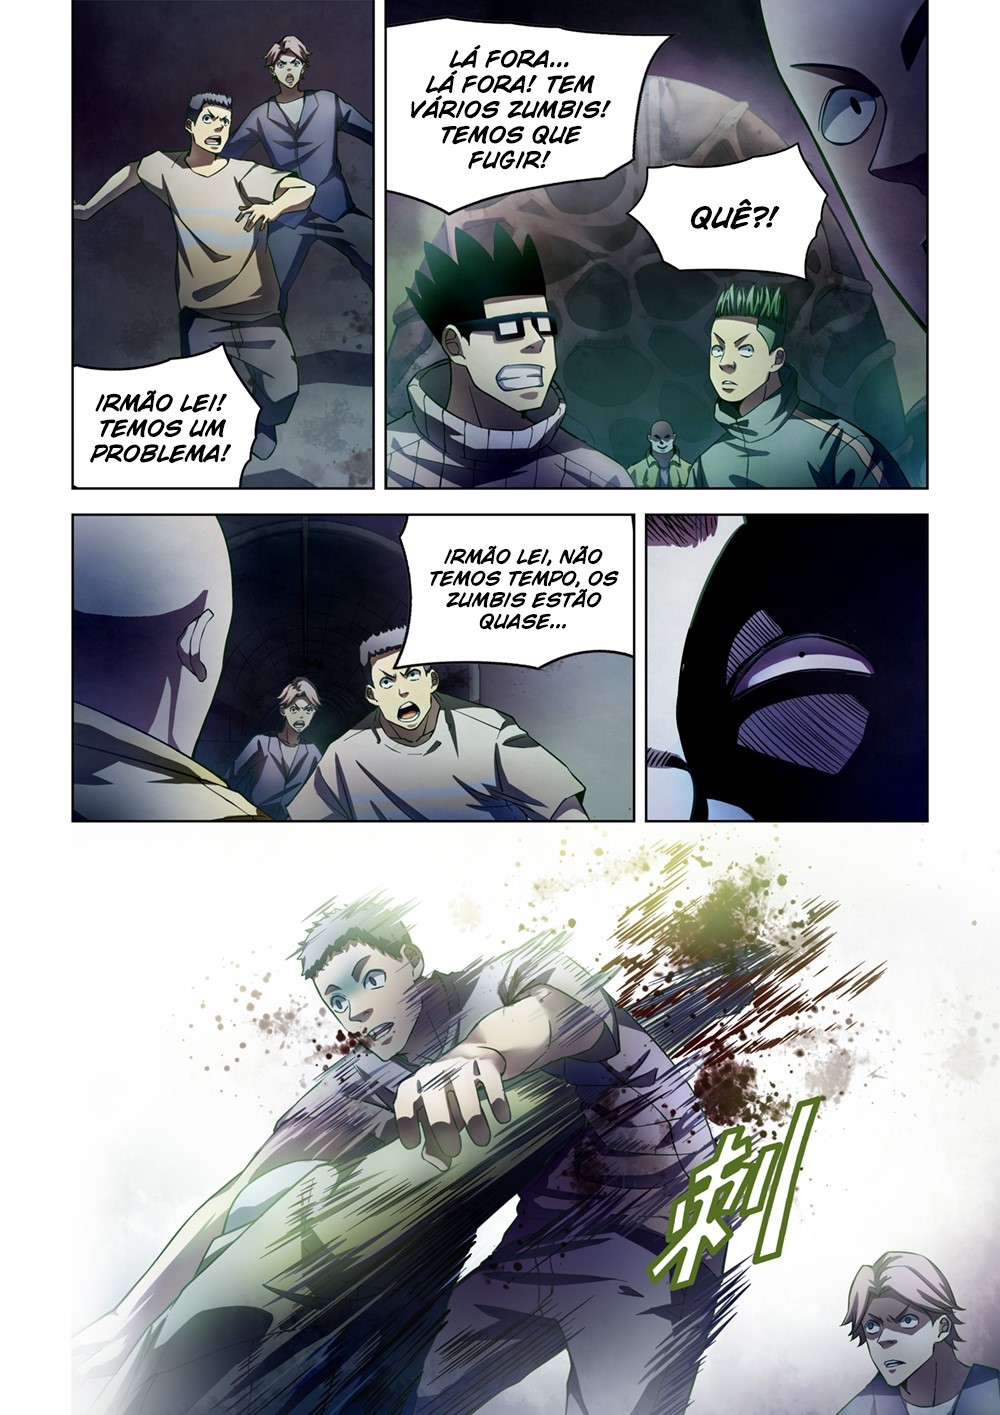 IRMÃO LEI!
TEMOS UM
PROBLEMA!
LÁ FORA...
LÁ FORA! TEM
VÁRIOS ZUMBIS!
TEMOS QUE
FUGIR!
QUÊ?!
IRMÃO LEI, NÃO
TEMOS TEMPO, OS
ZUMBIS ESTÃO
QUASE...
刺